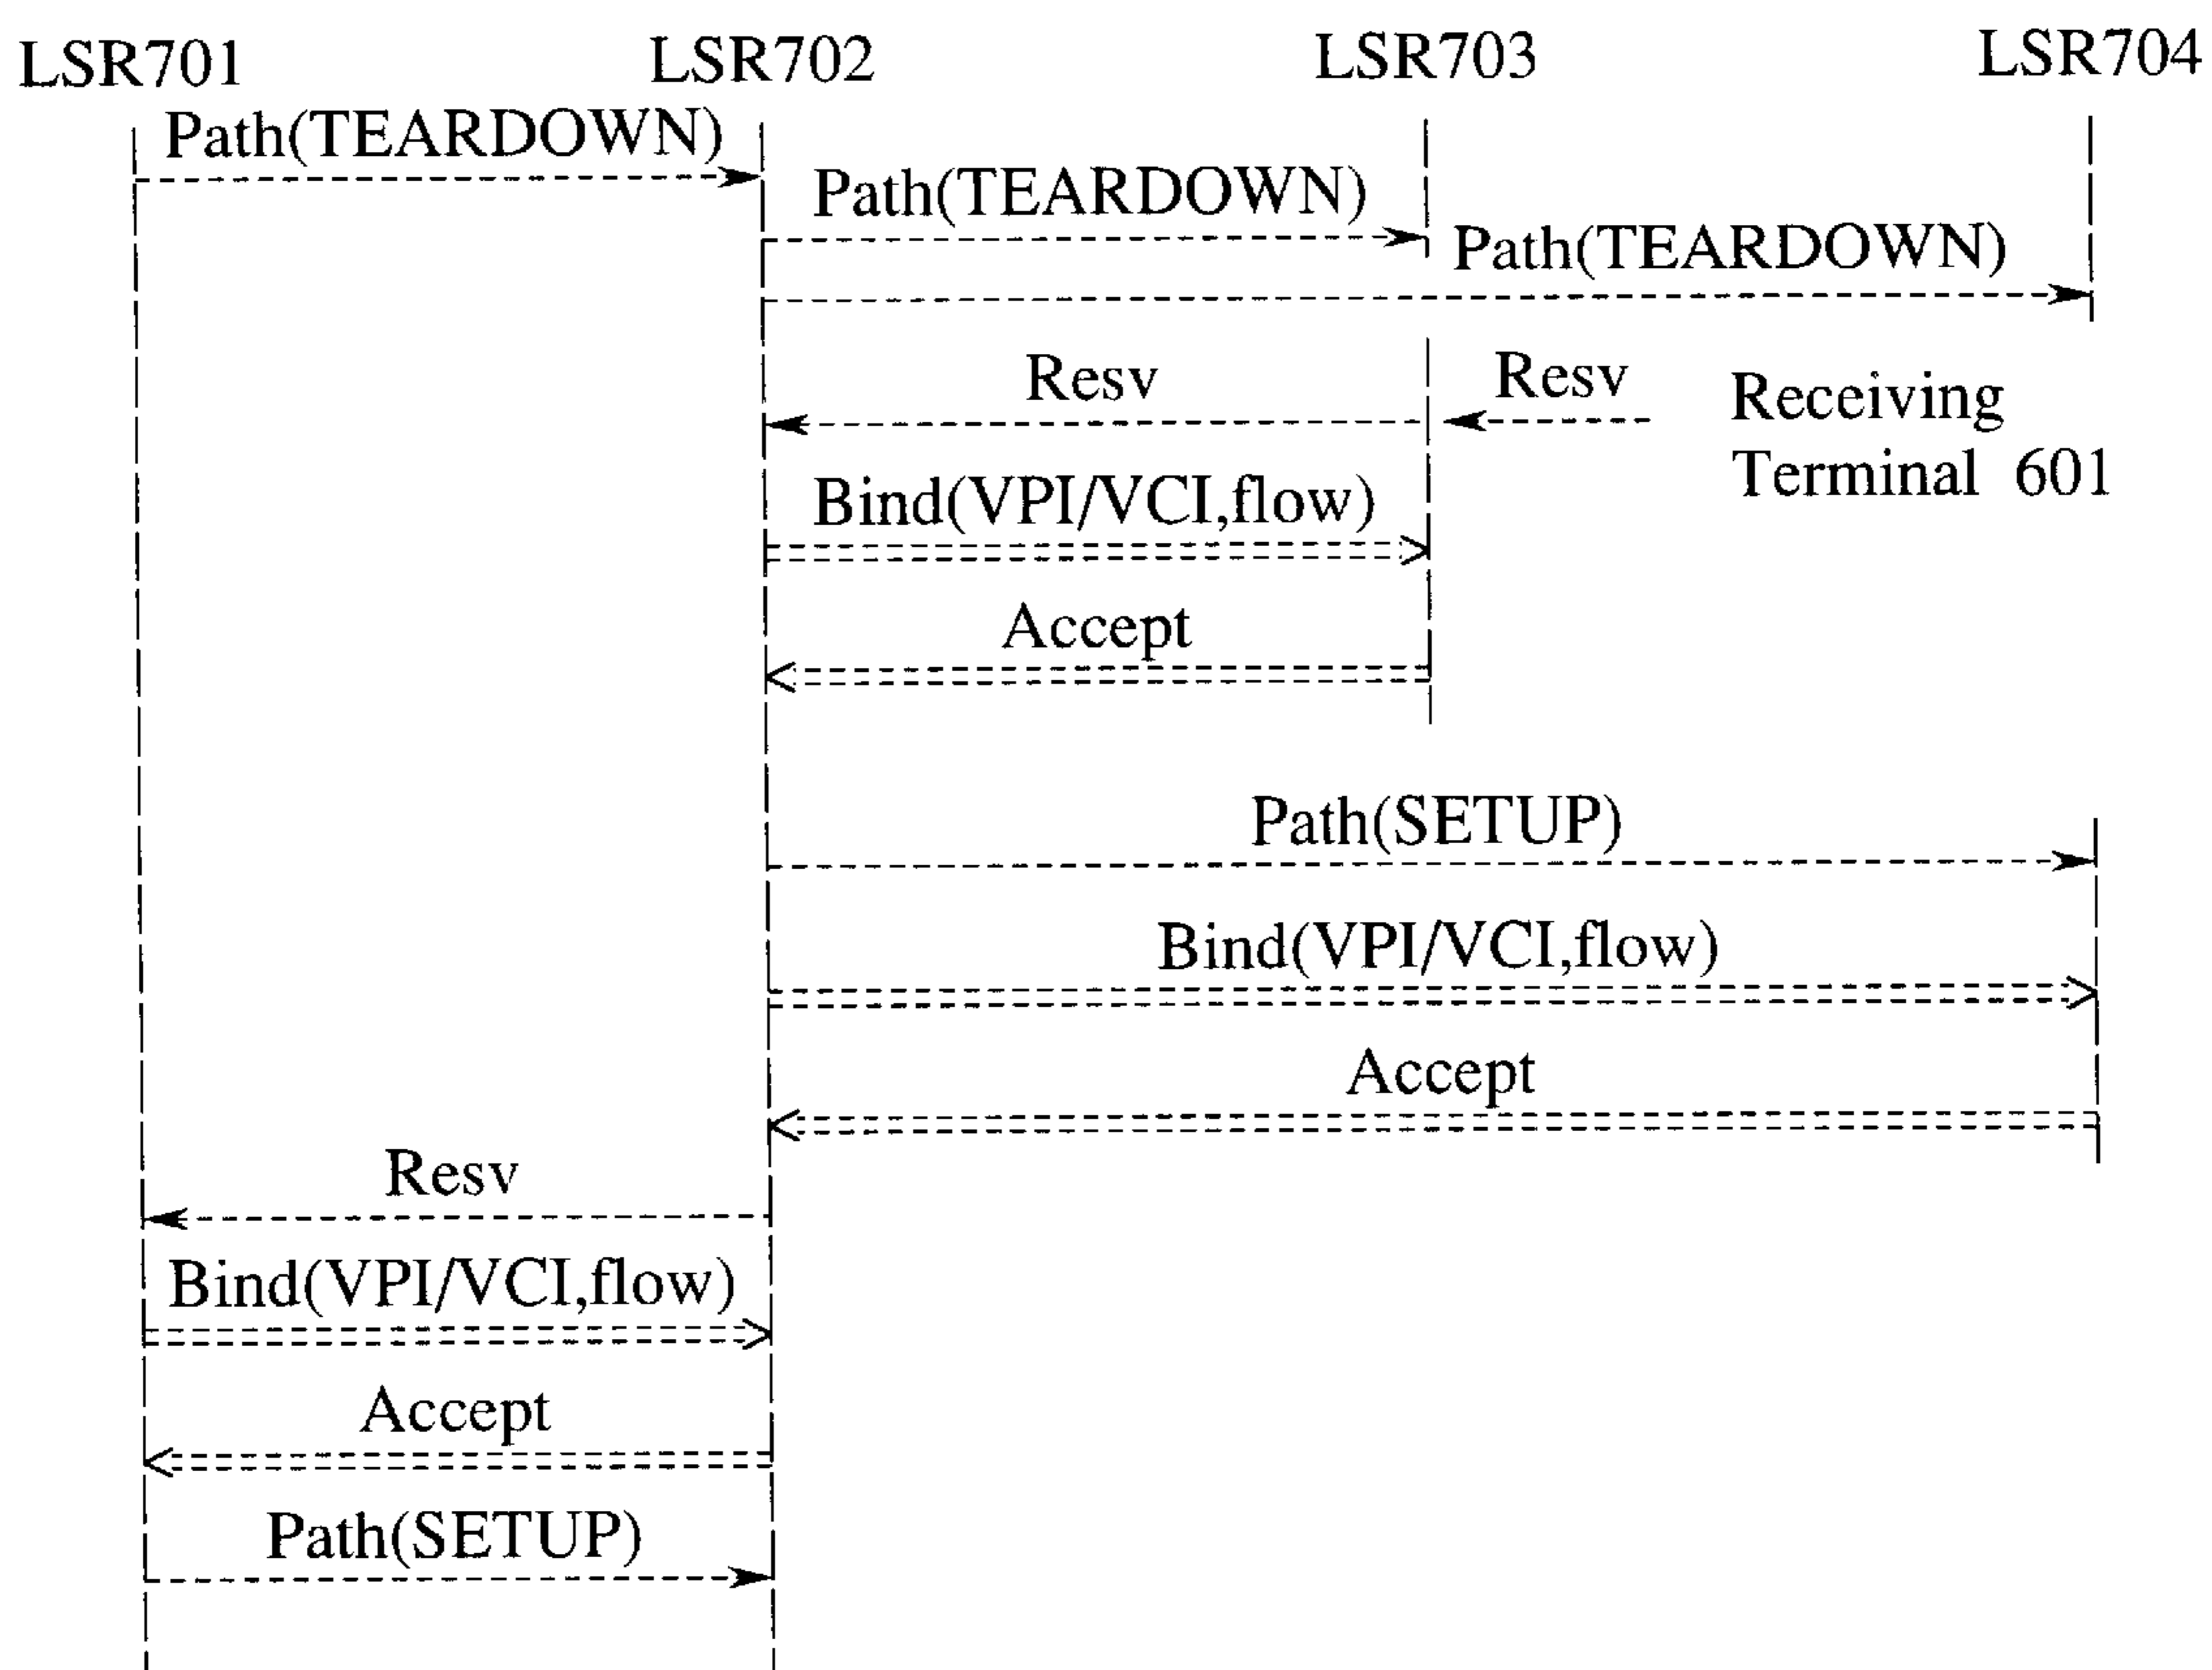 LSR701 LSR702 LSR703 LSR704
Path(TEARDOWN)
Path(TEARDOWN)
Path(TEARDOWN)
Resv Resv Receiving
Terminal 601
Bind(VPI/VCI,flow)
Accept
Path(SETUP)
Bind(VPI/VCI,flow)
Accept
Resv
Bind(VPI/VCI,flow)
Accept
Path(SETUP)